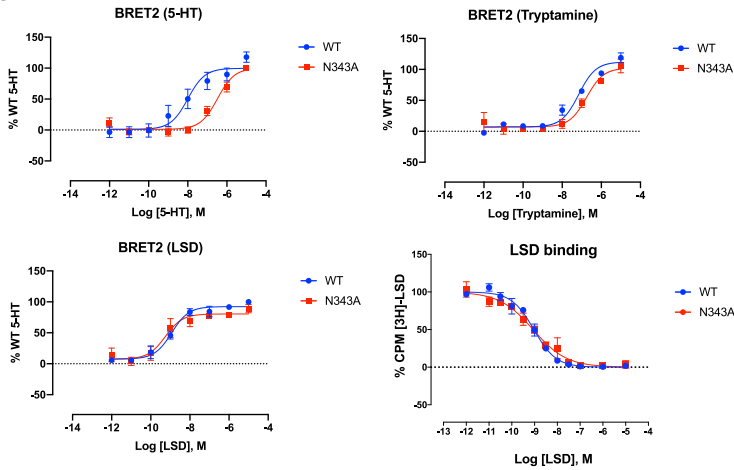 BRET2 (5-HT)
150
100
50
0
-50
% WT 5-HT
-14
-12
-10
-8
-6
-4
Log [5-HT], M
WT
N343A
BRET2 (Tryptamine)
150
100
50
0
-50
% WT 5-HT
-14
-12
-10
-8
-6
-4
Log [Tryptamine], M
WT
N343A
BRET2 (LSD)
150
100
50
0
-50
% WT 5-HT
-14
-12
-10
-8
-6
-4
Log [LSD], M
WT
N343A
LSD binding
150
100
50
0
-50
% CPM [3H]-LSD
-13
-12
-11
-10
-9
-8
-7
-6
-5
-4
Log [LSD], M
WT
N343A